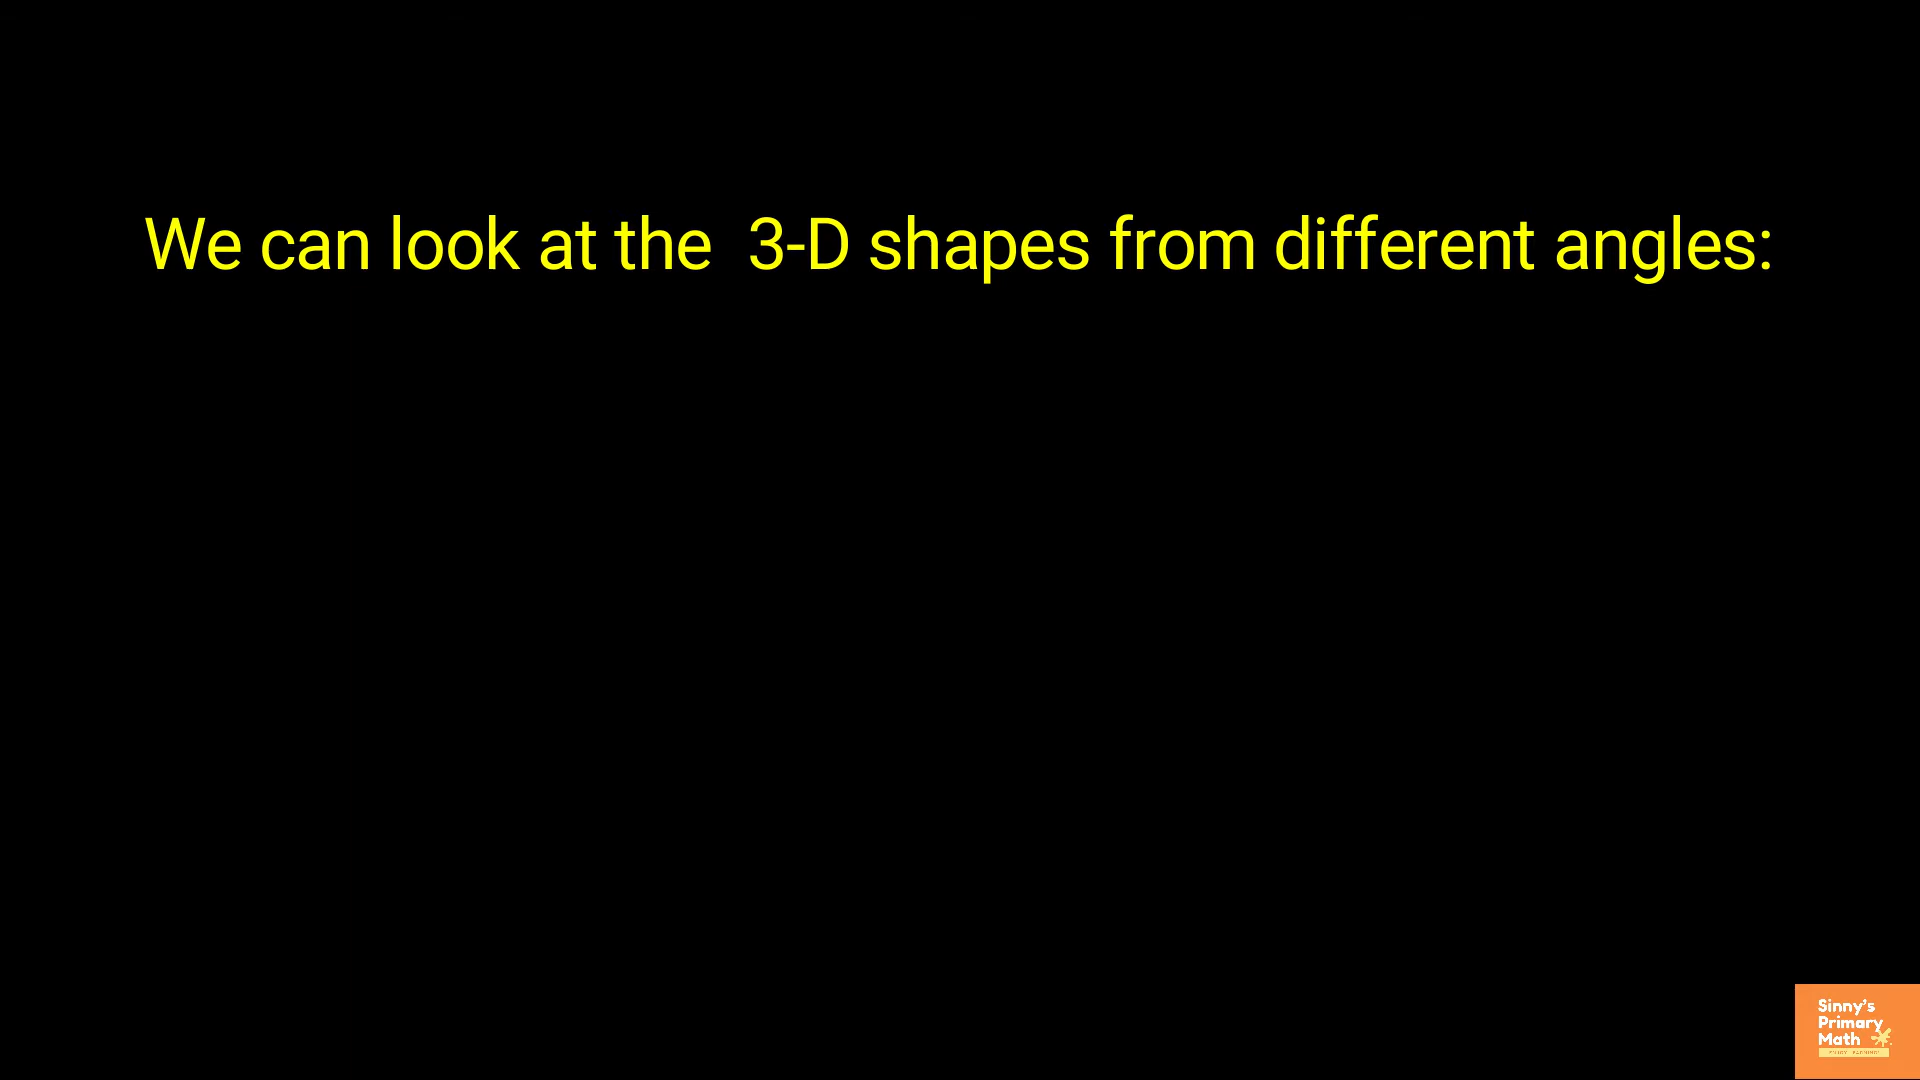 We can look at the  3-D shapes from different angles:
Sinny's
Primary
Math